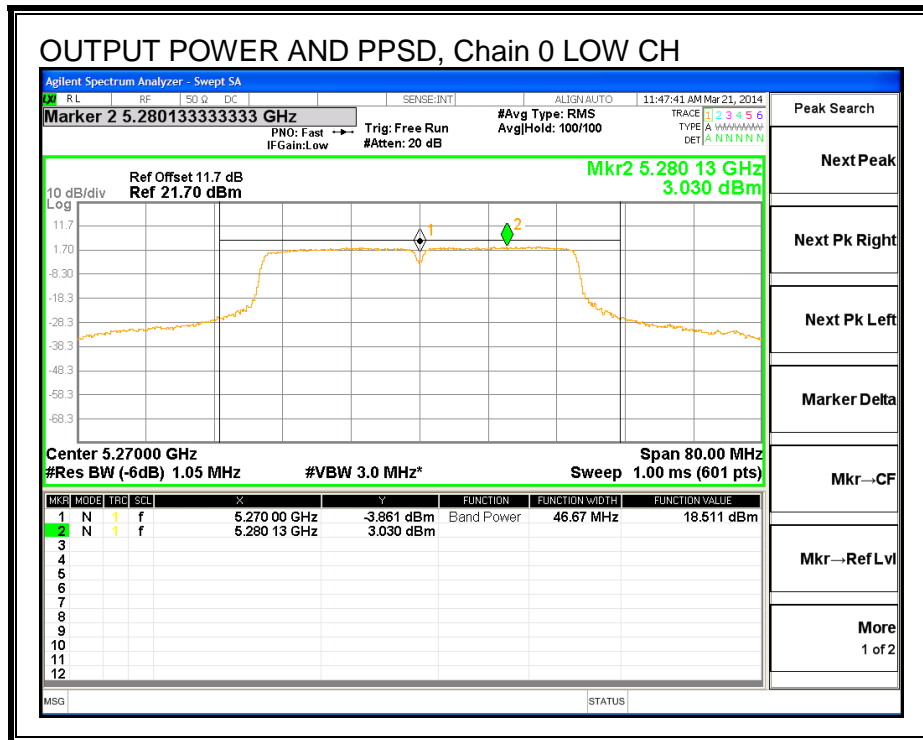 OUTPUT POWER AND PPSD, Chain 0 LOW CH
Agilent Spectrum Analyzer - Swept SA
LXI RL RF 50 Ω DC SENSE:INT ALIGN AUTO 11:47:41 AM Mar 21, 2014
Marker 2 5.280133333333 GHz
PNO: Fast
IFGain:Low
Trig: Free Run
#Atten: 20 dB
#Avg Type: RMS
Avg|Hold: 100/100
TRACE 1 2 3 4 5 6
TYPE A WWWWW
DET A N N N N N
Peak Search
Next Peak
Next Pk Right
Next Pk Left
Marker Delta
Mkr→CF
Mkr→Ref Lvl
More
1 of 2
Ref Offset 11.7 dB
10 dB/div Ref 21.70 dBm
Log
Mkr2 5.280 13 GHz
3.030 dBm
1
2
11.7
1.70
-8.30
-18.3
-28.3
-38.3
-48.3
-58.3
-68.3
Center 5.27000 GHz Span 80.00 MHz
#Res BW (-6dB) 1.05 MHz #VBW 3.0 MHz* Sweep 1.00 ms (601 pts)
MKR MODE TRC SCL X Y FUNCTION FUNCTION WIDTH FUNCTION VALUE
1 N 1 f 5.270 00 GHz -3.861 dBm Band Power 46.67 MHz 18.511 dBm
2 N 1 f 5.280 13 GHz 3.030 dBm
3
4
5
6
7
8
9
10
11
12
MSG STATUS